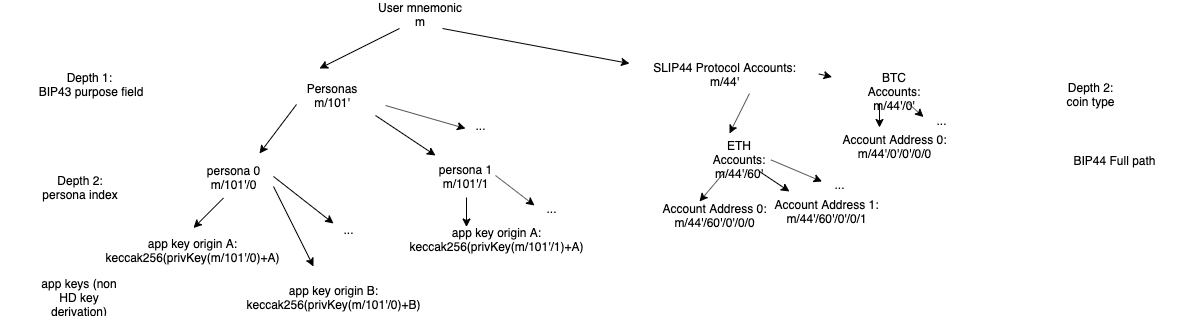 User mnemonic
m
SLIP44 Protocol Accounts:
m/44'
BTC
Accounts:
m/44'/0'
Depth 1:
BIP43 purpose field
Personas
m/101'
Depth 2:
coin type
...
...
Account Address 0:
m/44'/0'/0'/0/0
ETH
Accounts:
m/44'/60'
BIP44 Full path
Depth 2:
persona index
persona 0
m/101'/0
persona 1
m/101'/1
...
...
...
Account Address 0:
m/44'/60'/0'/0/0
Account Address 1:
m/44'/60'/0'/0/1
app key origin A:
keccak256(privKey(m/101'/0)+A)
app key origin A:
keccak256(privKey(m/101'/1)+A)
app keys (non
HD key
derivation)
app key origin B:
keccak256(privKey(m/101'/0)+B)